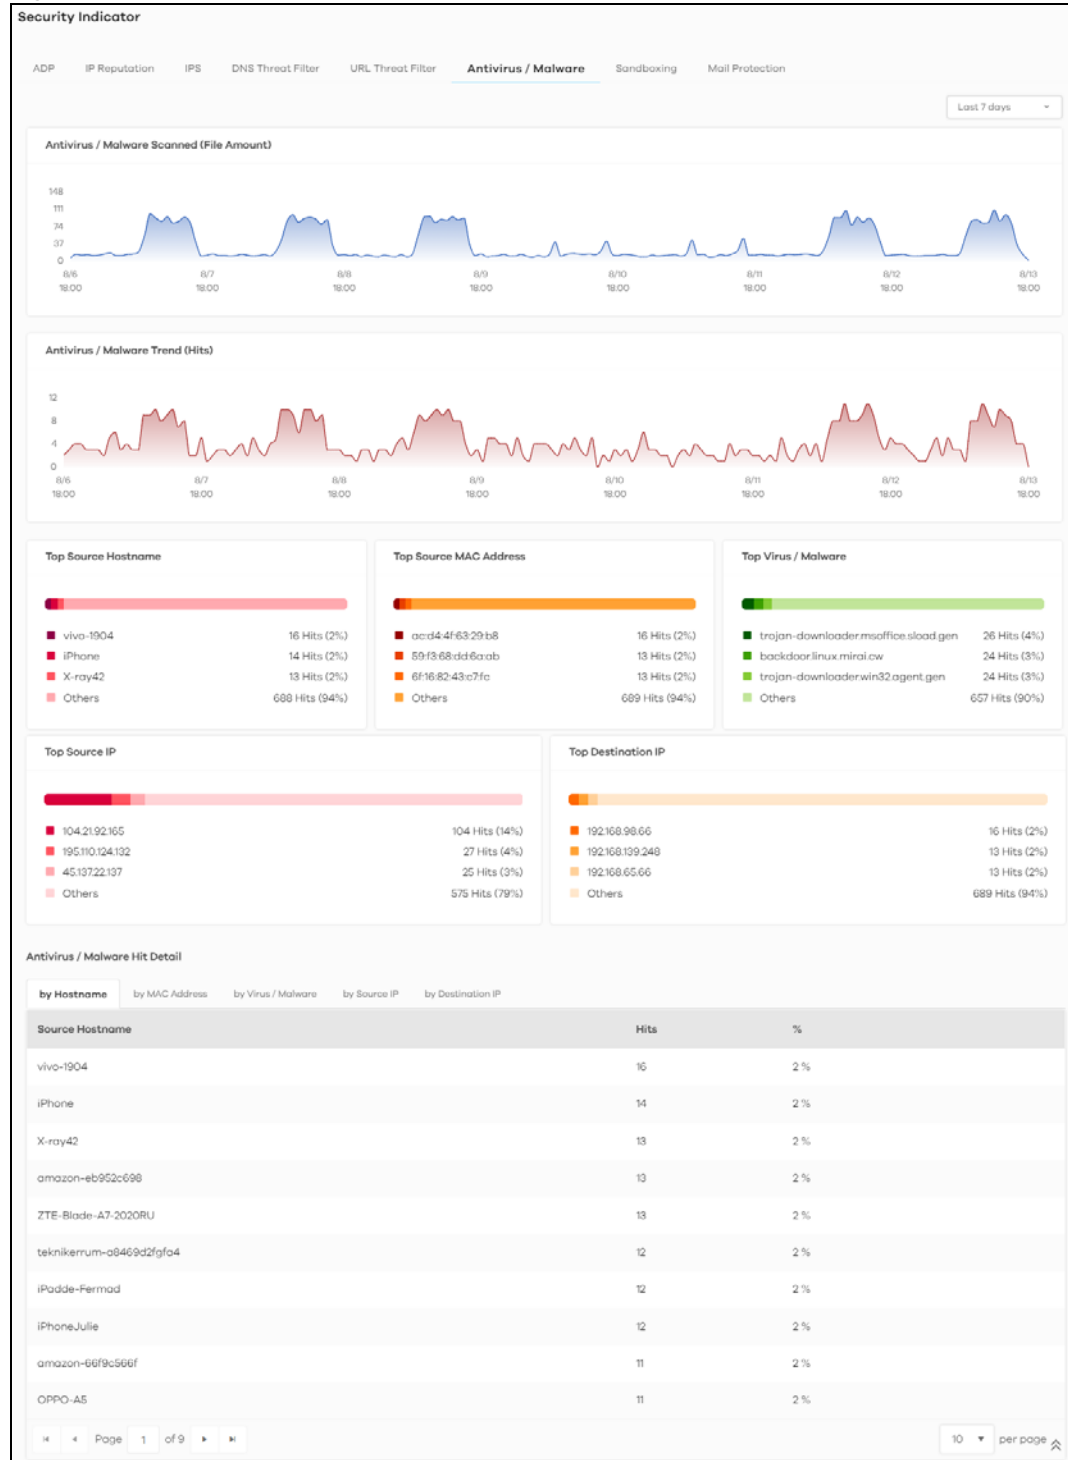 Security Indicator
ADP IP Reputation IPS DNS Threat Filter URL Threat Filter Antivirus / Malware Sandboxing Mail Protection
Last 7 days
Antivirus / Malware Scanned (File Amount)
148
111
74
37
0
8/6 8/7 8/8 8/9 8/10 8/11 8/12 8/13
18:00 18:00 18:00 18:00 18:00 18:00 18:00 18:00
Antivirus / Malware Trend (Hits)
12
8
4
0
8/6 8/7 8/8 8/9 8/10 8/11 8/12 8/13
18:00 18:00 18:00 18:00 18:00 18:00 18:00 18:00
Top Source Hostname
vivo-1904 16 Hits (2%)
iPhone 14 Hits (2%)
X-ray42 13 Hits (2%)
Others 688 Hits (94%)
Top Source MAC Address
ac:d4:4f:63:29:b8 16 Hits (2%)
59:f3:68:dd:6a:ab 13 Hits (2%)
6f:16:82:43:c7:fc 13 Hits (2%)
Others 689 Hits (94%)
Top Virus / Malware
trojan-downloader.msoffice.sload.gen 26 Hits (4%)
backdoor.linux.mirai.cw 24 Hits (3%)
trojan-downloader.win32.agent.gen 24 Hits (3%)
Others 657 Hits (90%)
Top Source IP
104.21.92.165 104 Hits (14%)
195.110.124.132 27 Hits (4%)
45.137.22.137 25 Hits (3%)
Others 575 Hits (79%)
Top Destination IP
192.168.98.66 16 Hits (2%)
192.168.139.248 13 Hits (2%)
192.168.65.66 13 Hits (2%)
Others 689 Hits (94%)
Antivirus / Malware Hit Detail
by Hostname by MAC Address by Virus / Malware by Source IP by Destination IP
Source Hostname Hits %
vivo-1904 16 2 %
iPhone 14 2 %
X-ray42 13 2 %
amazon-eb952c698 13 2 %
ZTE-Blade-A7-2020RU 13 2 %
teknikerrum-a8469d2fgfa4 12 2 %
iPadde-Fermad 12 2 %
iPhoneJulie 12 2 %
amazon-66f9c566f 11 2 %
OPPO-A5 11 2 %
Page 1 of 9 10 per page